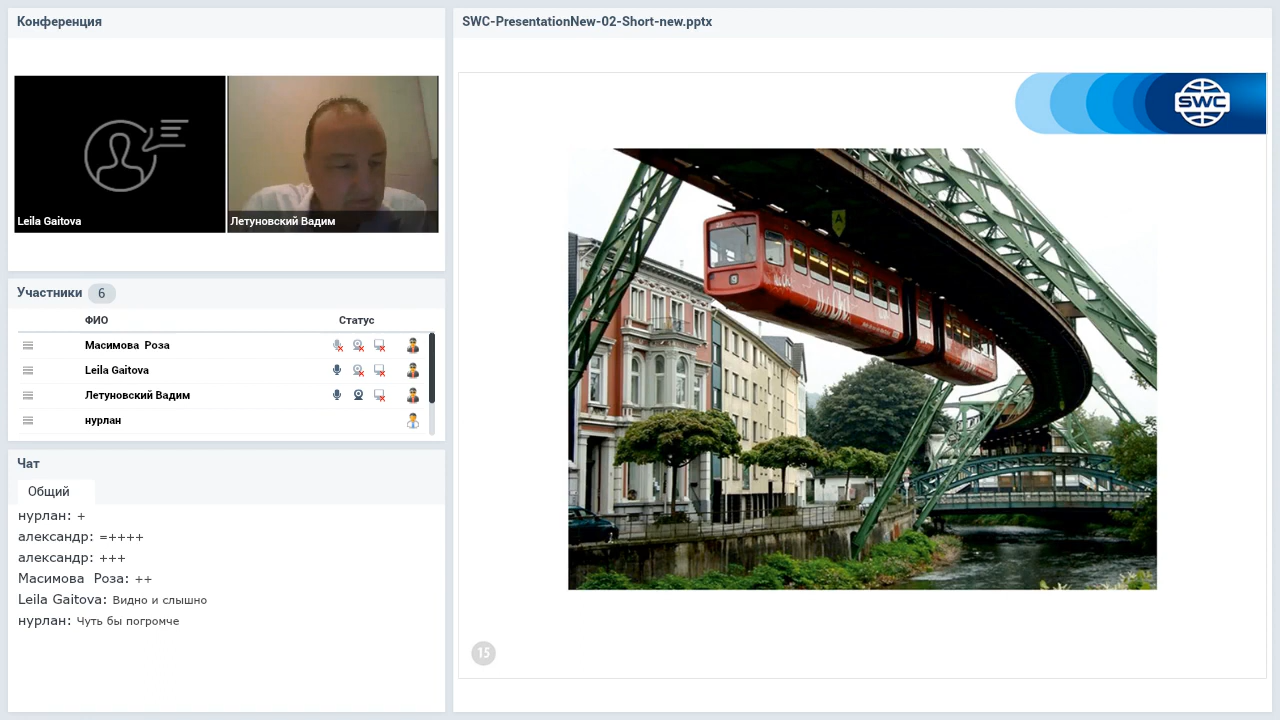 Конференция
Leila Gaitova
Летуновский Вадим
Участники 6
ФИО Статус
Масимова Роза
Leila Gaitova
Летуновский Вадим
нурлан
Чат
Общий
нурлан: +
александр: =++++
александр: +++
Масимова Роза: ++
Leila Gaitova: Видно и слышно
нурлан: Чуть бы погромче
SWC-PresentationNew-02-Short-new.pptx
SWC
A
15